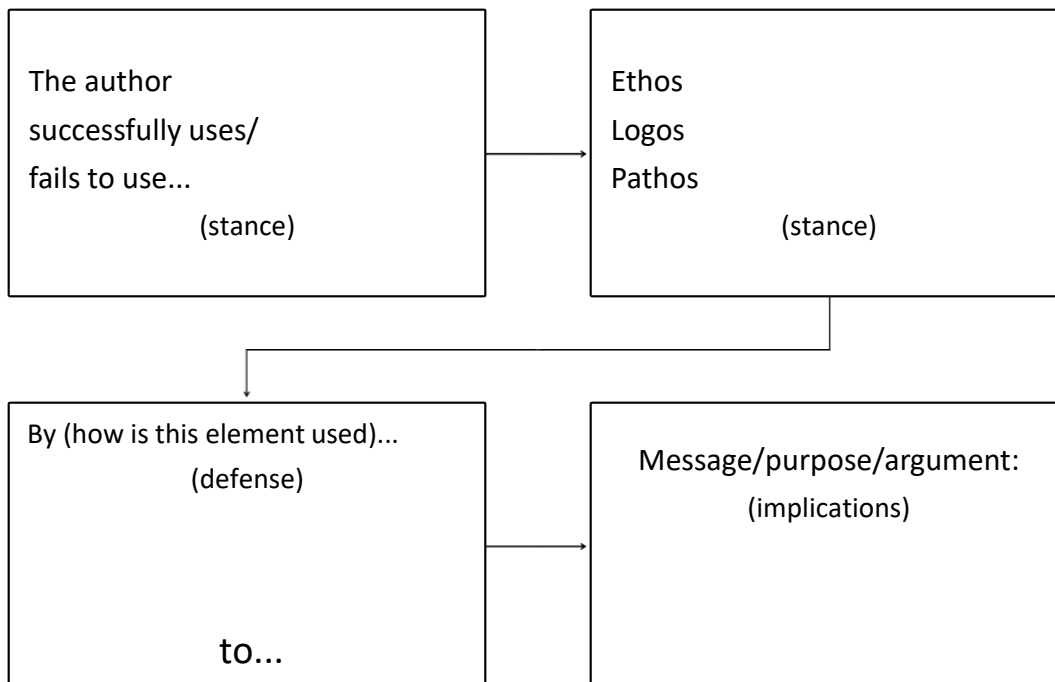 The author
successfully uses/
fails to use...
(stance)
Ethos
Logos
Pathos
(stance)
By (how is this element used)...
(defense)
to...
Message/purpose/argument:
(implications)